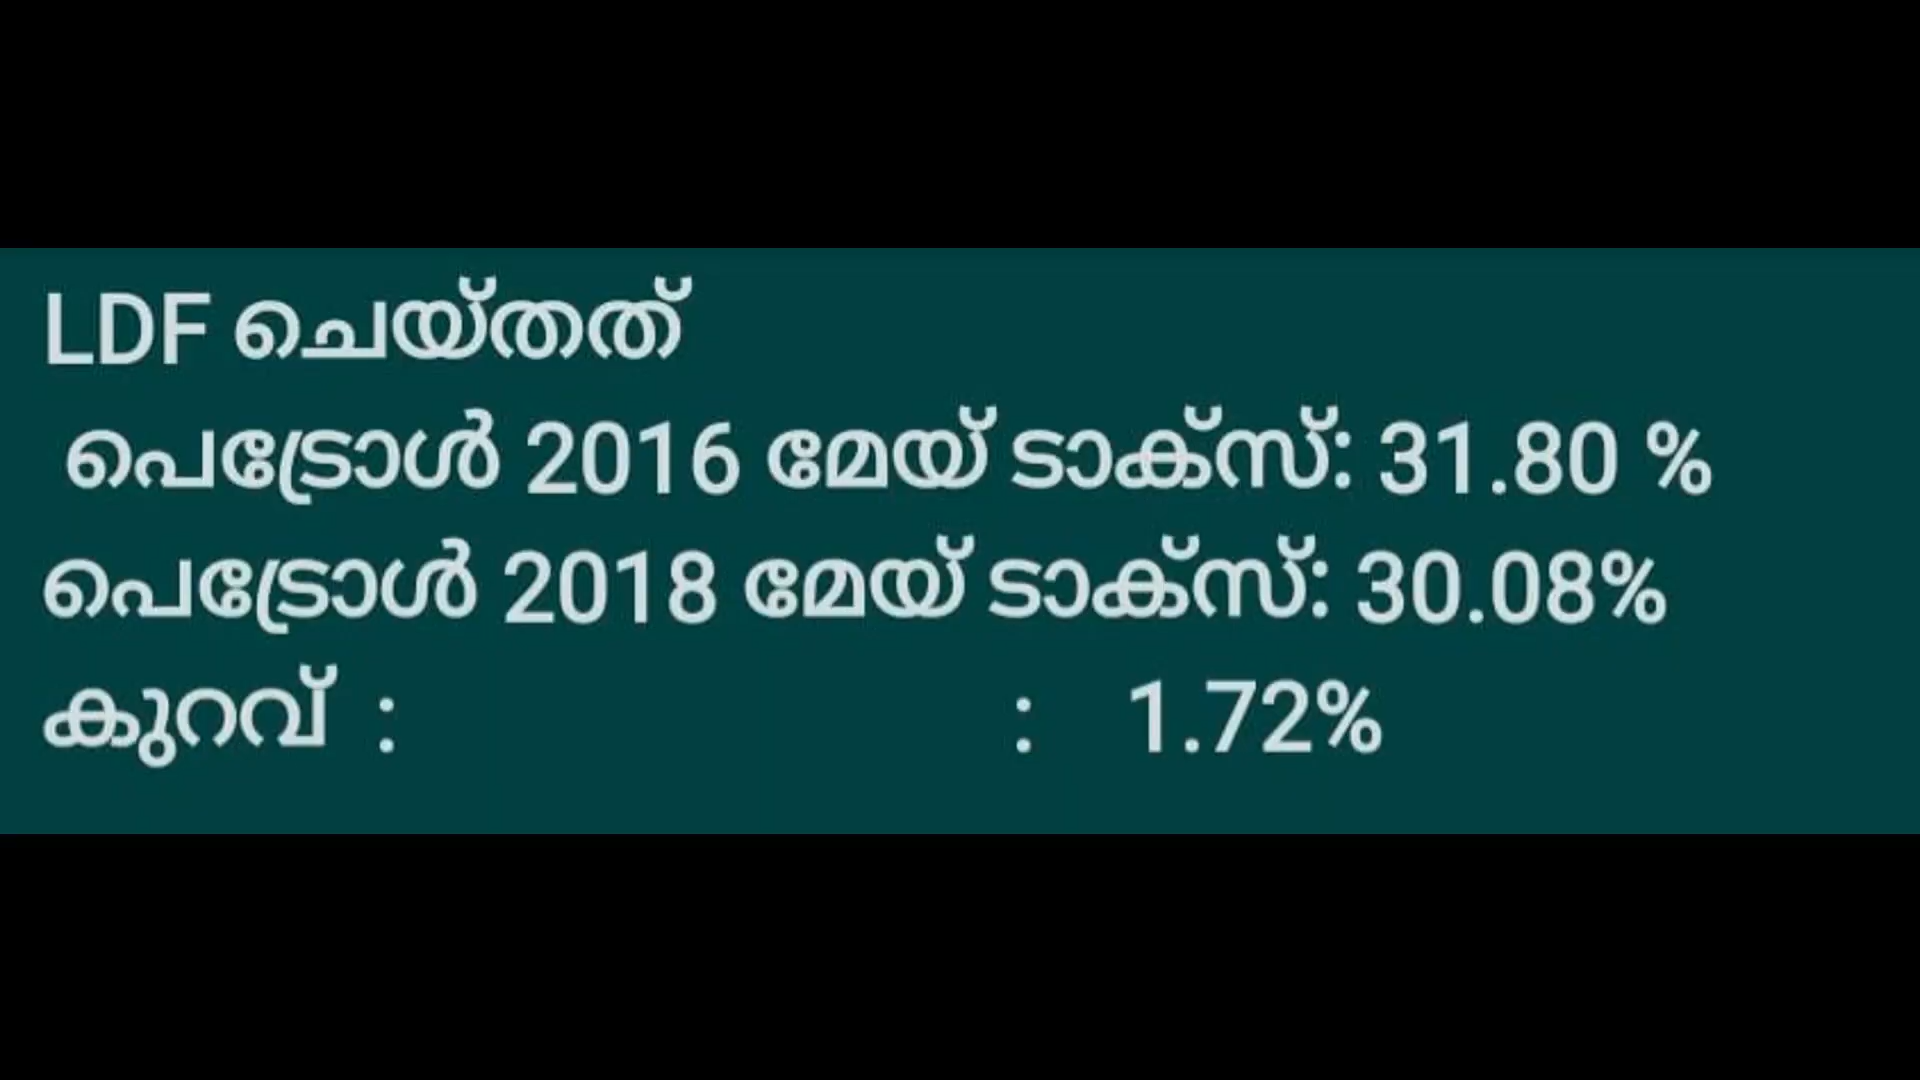 LDF ചെയ്തത്
പെട്രോൾ 2016 മേയ് ടാക്സ്: 31.80 %
പെട്രോൾ 2018 മേയ് ടാക്സ്: 30.08%
കുറവ് : : 1.72%